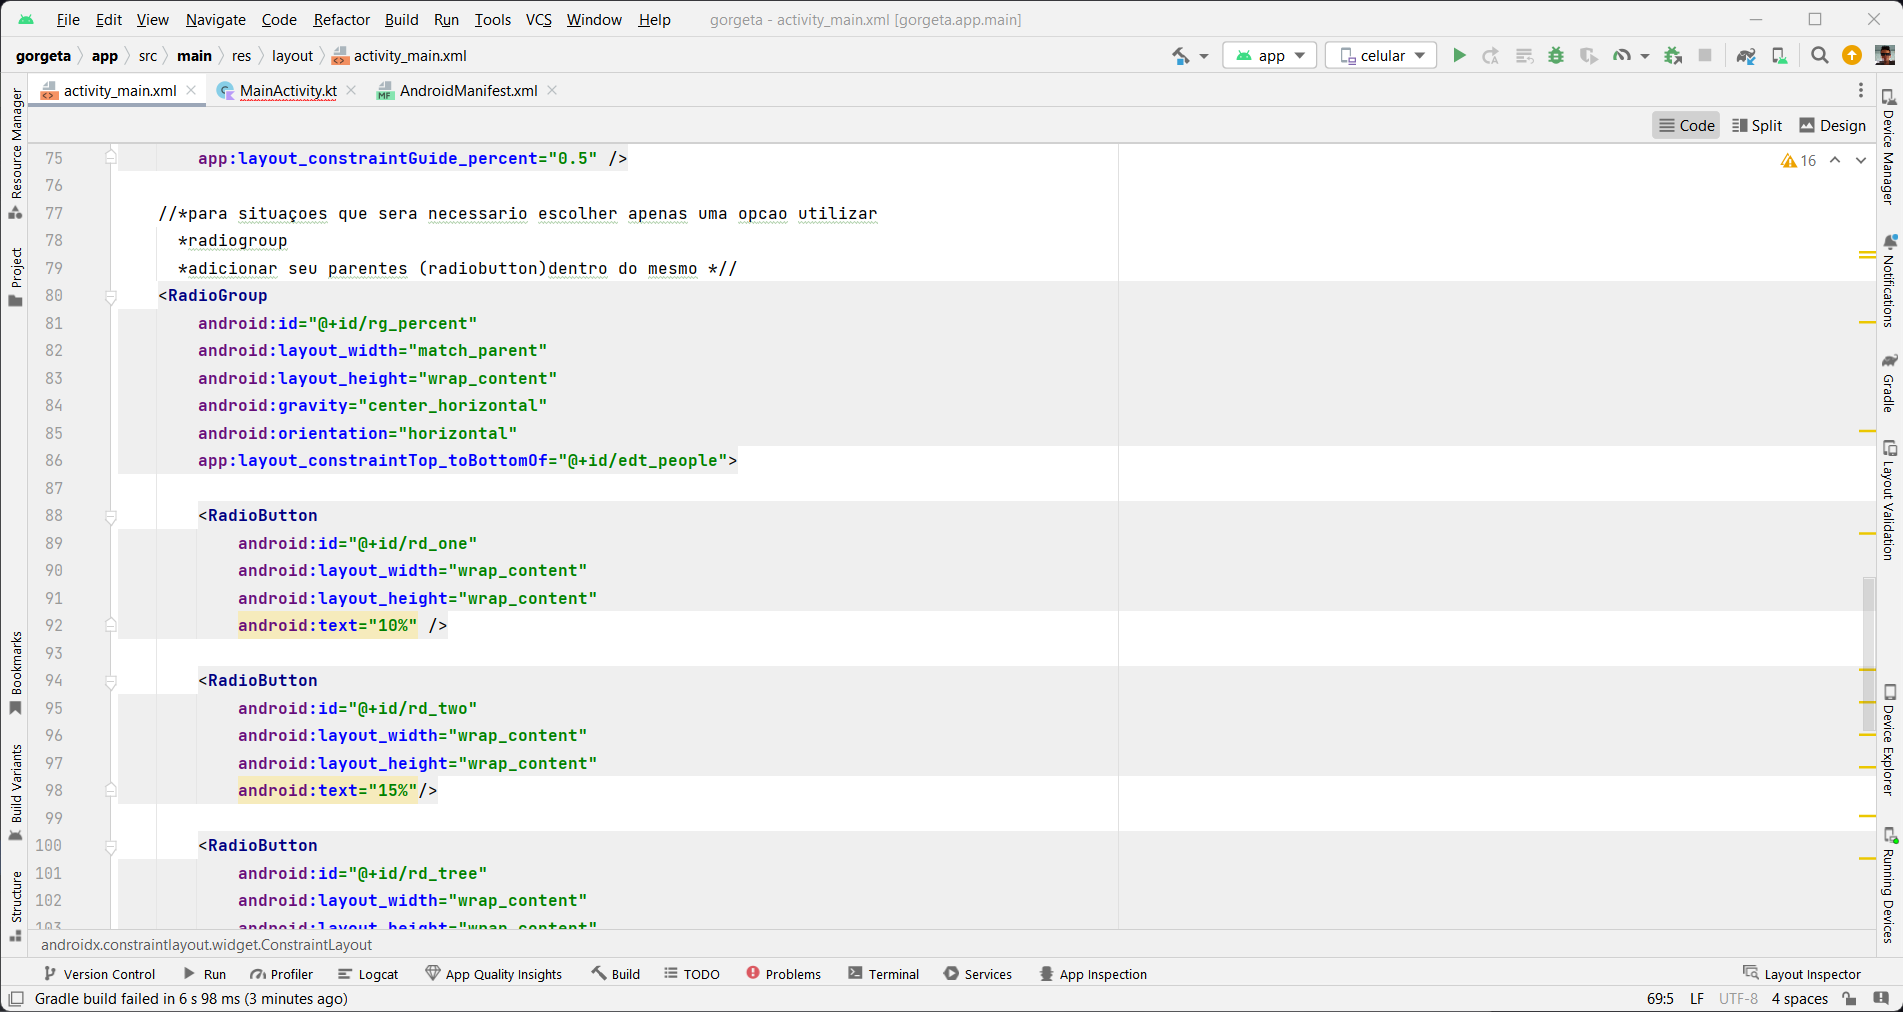 File Edit View Navigate Code Refactor Build Run Tools VCS Window Help gorgeta - activity_main.xml [gorgeta.app.main]
gorgeta app src main res layout activity_main.xml app celular
activity_main.xml MainActivity.kt AndroidManifest.xml
Code Split Design
16
75 app:layout_constraintGuide_percent="0.5" />
76
77 //*para situaçoes que sera necessario escolher apenas uma opcao utilizar
78 *radiogroup
79 *adicionar seu parentes (radiobutton)dentro do mesmo *//
80 <RadioGroup
81 android:id="@+id/rg_percent"
82 android:layout_width="match_parent"
83 android:layout_height="wrap_content"
84 android:gravity="center_horizontal"
85 android:orientation="horizontal"
86 app:layout_constraintTop_toBottomOf="@+id/edt_people">
87
88 <RadioButton
89 android:id="@+id/rd_one"
90 android:layout_width="wrap_content"
91 android:layout_height="wrap_content"
92 android:text="10%" />
93
94 <RadioButton
95 android:id="@+id/rd_two"
96 android:layout_width="wrap_content"
97 android:layout_height="wrap_content"
98 android:text="15%"/>
99
100 <RadioButton
101 android:id="@+id/rd_tree"
102 android:layout_width="wrap_content"
103 android:layout_height="wrap_content"
androidx.constraintlayout.widget.ConstraintLayout
Version Control Run Profiler Logcat App Quality Insights Build TODO Problems Terminal Services App Inspection Layout Inspector
Gradle build failed in 6 s 98 ms (3 minutes ago) 69:5 LF UTF-8 4 spaces
Resource Manager
Project
Bookmarks
Build Variants
Structure
Device Manager
Notifications
Gradle
Layout Validation
Device Explorer
Running Devices